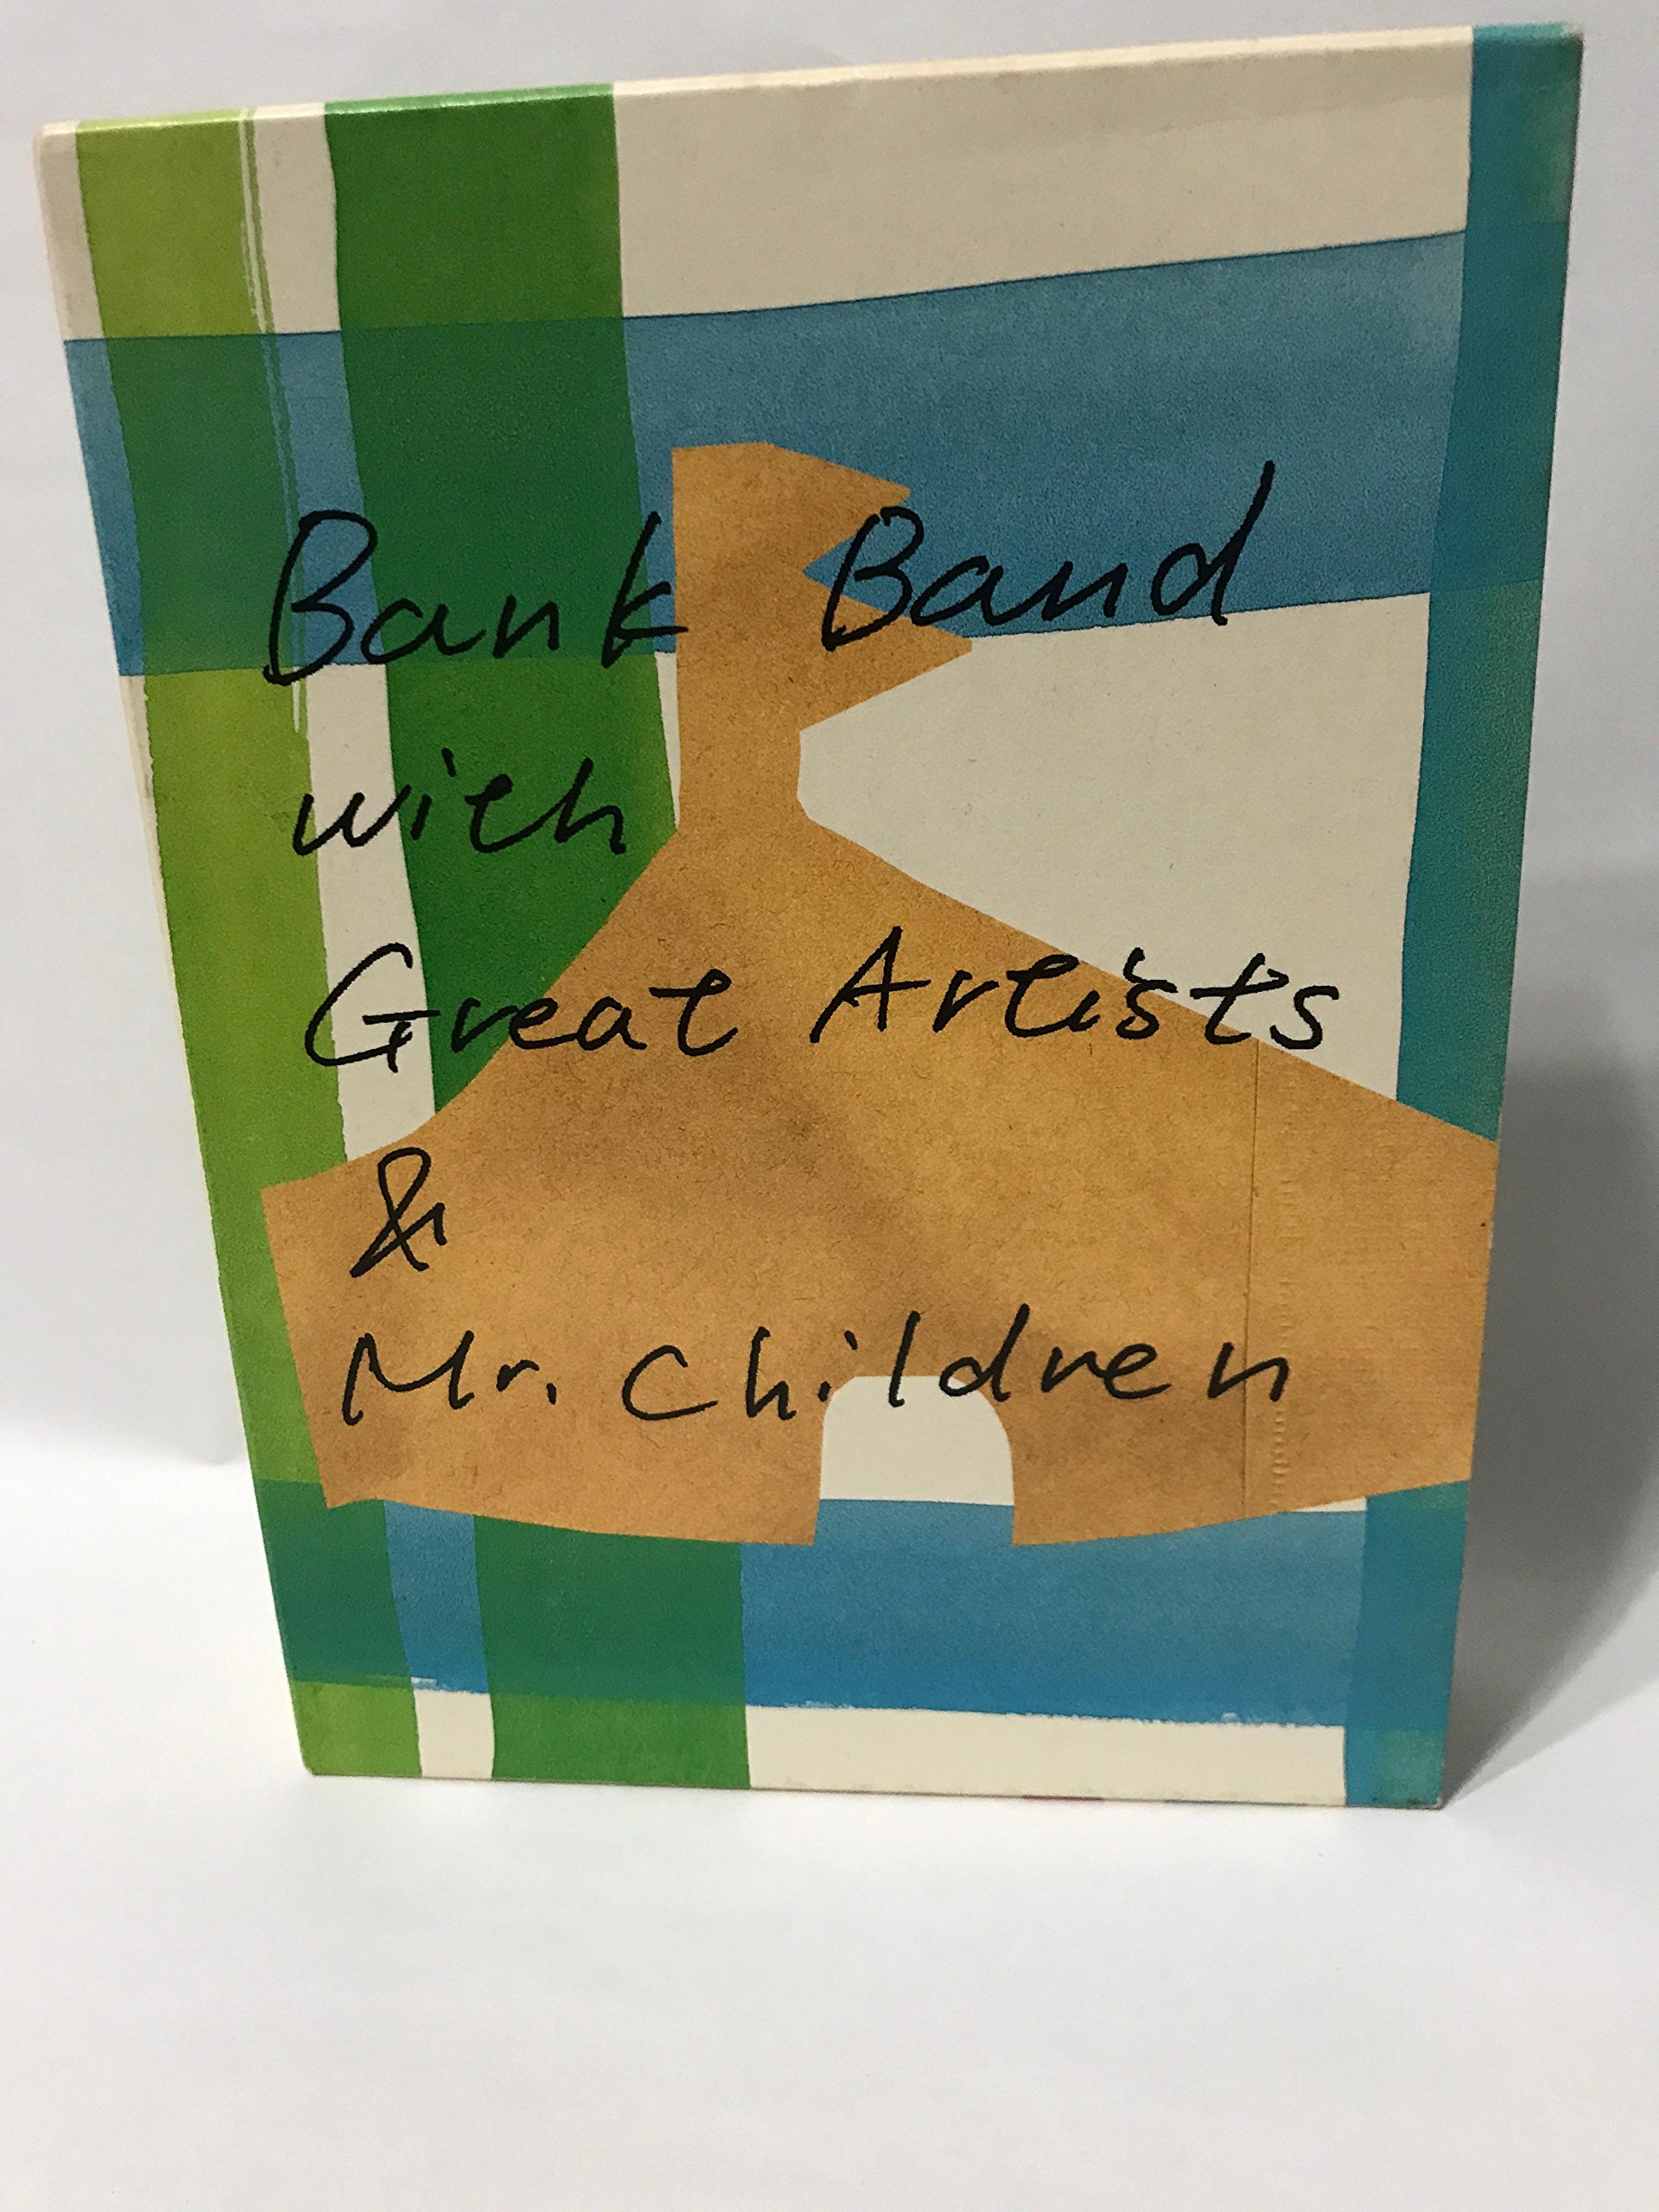 Bank Band
with
Great Artists
&
Mr. Children